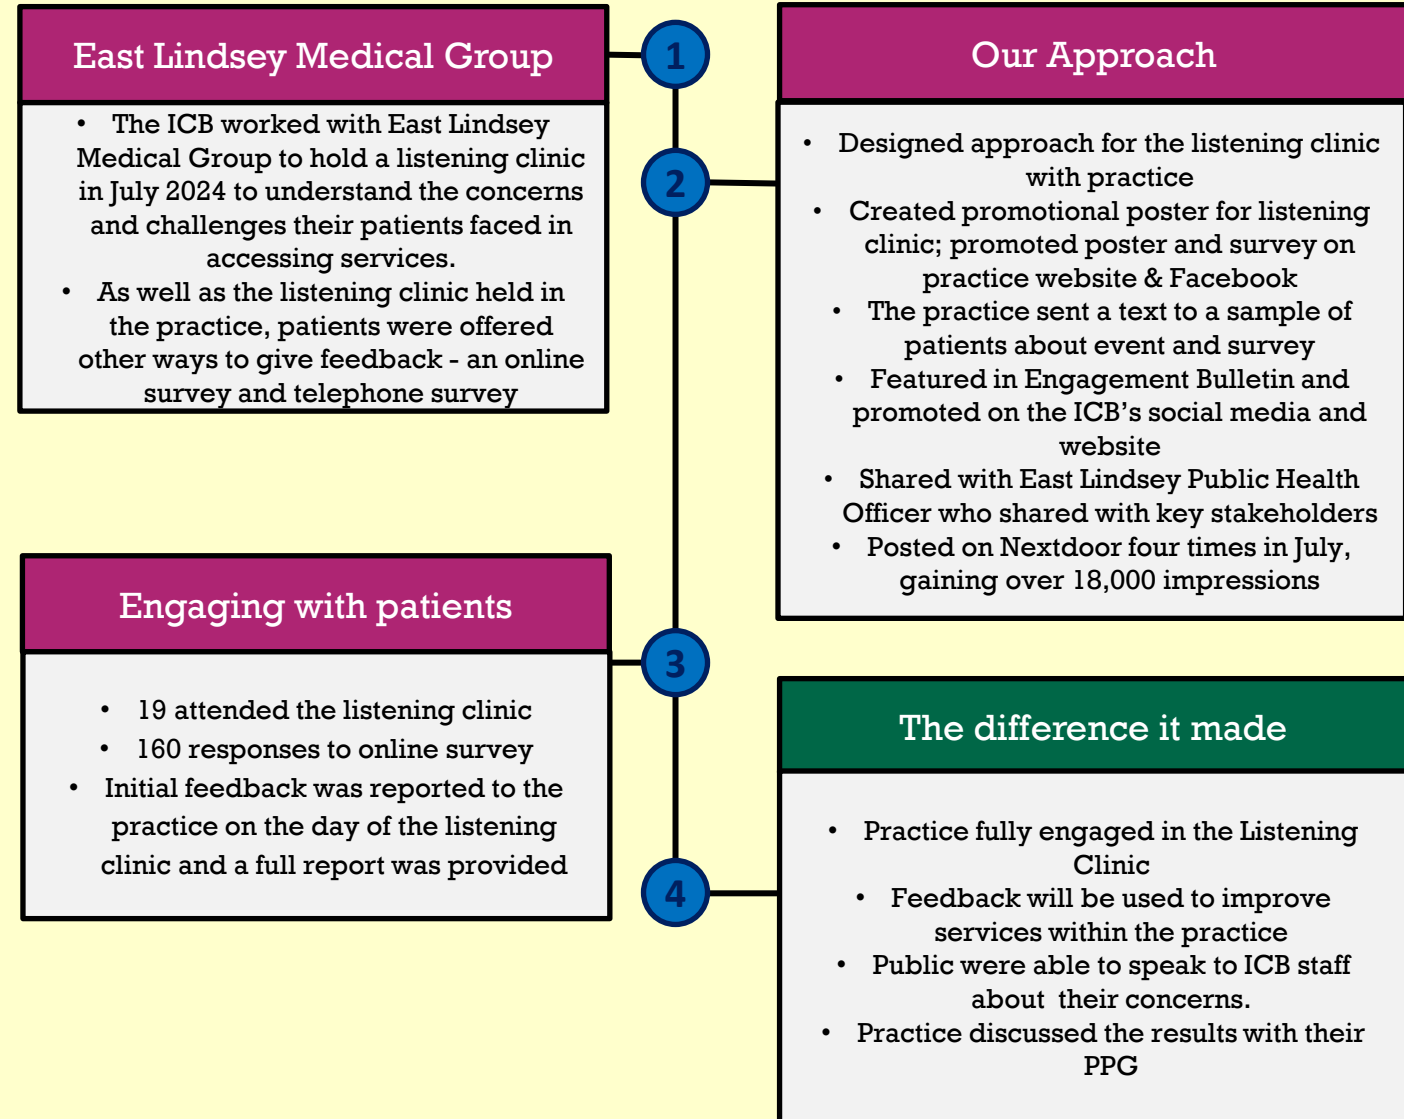 East Lindsey Medical Group
• The ICB worked with East Lindsey
Medical Group to hold a listening clinic
in July 2024 to understand the concerns
and challenges their patients faced in
accessing services.
• As well as the listening clinic held in
the practice, patients were offered
other ways to give feedback - an online
survey and telephone survey
1
2
Our Approach
• Designed approach for the listening clinic
with practice
• Created promotional poster for listening
clinic; promoted poster and survey on
practice website & Facebook
• The practice sent a text to a sample of
patients about event and survey
• Featured in Engagement Bulletin and
promoted on the ICB's social media and
website
• Shared with East Lindsey Public Health
Officer who shared with key stakeholders
• Posted on Nextdoor four times in July,
gaining over 18,000 impressions
Engaging with patients
• 19 attended the listening clinic
• 160 responses to online survey
• Initial feedback was reported to the
practice on the day of the listening
clinic and a full report was provided
3
4
The difference it made
• Practice fully engaged in the Listening
Clinic
• Feedback will be used to improve
services within the practice
• Public were able to speak to ICB staff
about  their concerns.
• Practice discussed the results with their
PPG